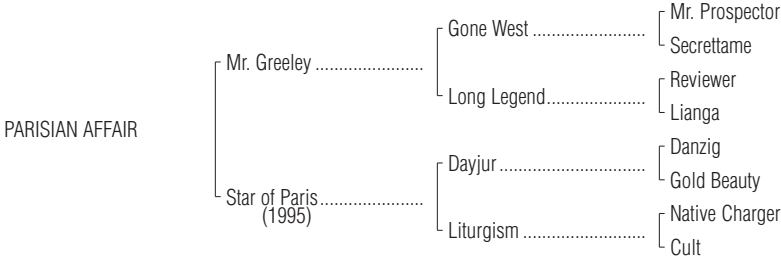 Mr. Prospector
Gone West ........................
Secrettame
Mr. Greeley .......................
Reviewer
Long Legend.....................
Lianga
PARISIAN AFFAIR
Danzig
Dayjur...............................
Gold Beauty
Star of Paris......................
(1995)
Native Charger
Liturgism ..........................
Cult